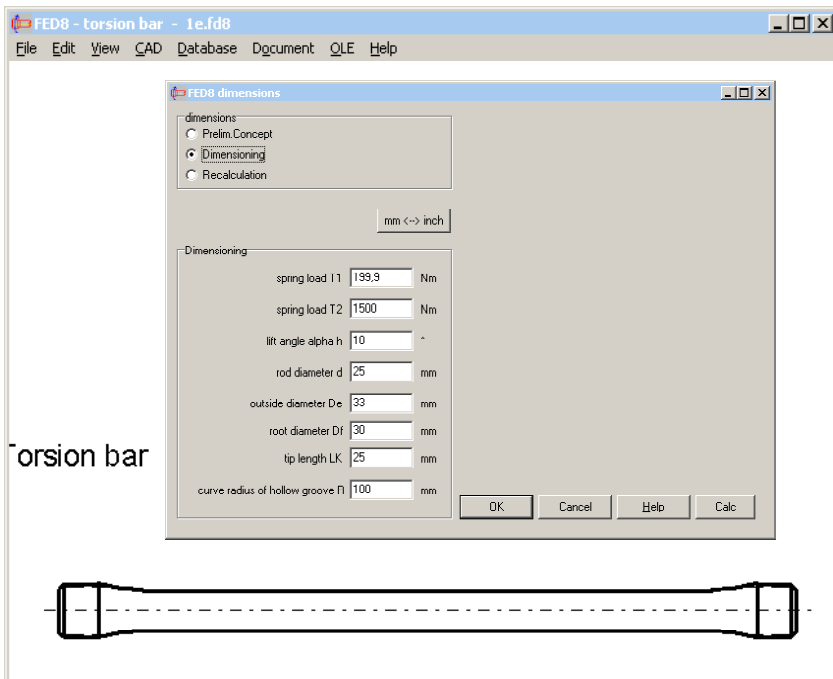 FED8 - torsion bar - 1e.fd8
File Edit View CAD Database Document OLE Help
FED8 dimensions
dimensions
Prelim.Concept
Dimensioning
Recalculation
mm <--> inch
Dimensioning
spring load T1 199,9 Nm
spring load T2 1500 Nm
lift angle alpha h 10 °
rod diameter d 25 mm
outside diameter De 33 mm
root diameter Df 30 mm
tip length LK 25 mm
curve radius of hollow groove R 100 mm
OK Cancel Help Calc
Torsion bar